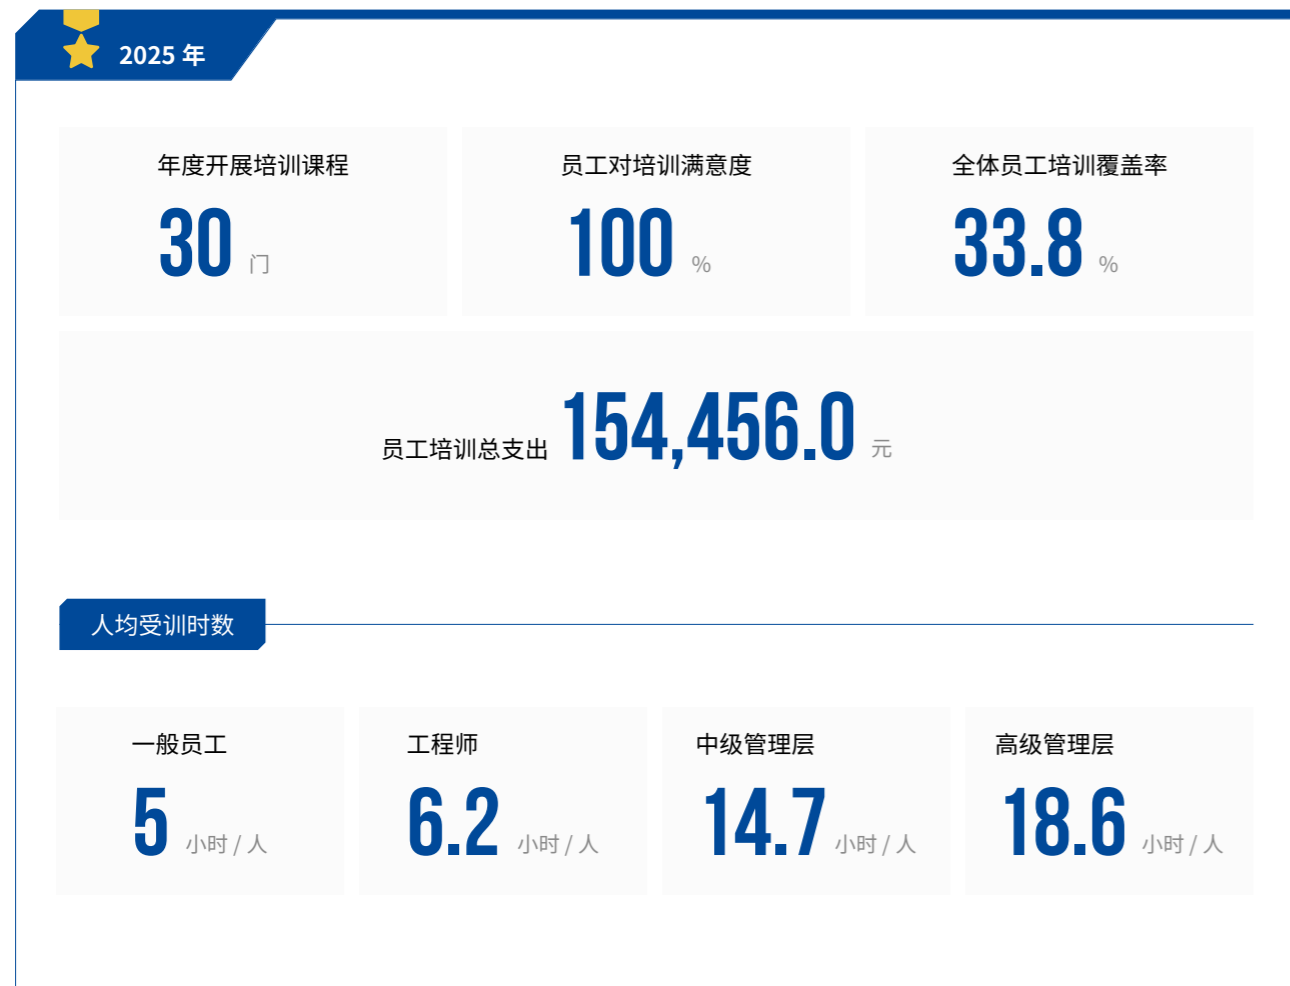 2025 年
年度开展培训课程
30 门
员工对培训满意度
100 %
全体员工培训覆盖率
33.8 %
员工培训总支出 154,456.0 元
人均受训时数
一般员工
5 小时 / 人
工程师
6.2 小时 / 人
中级管理层
14.7 小时 / 人
高级管理层
18.6 小时 / 人